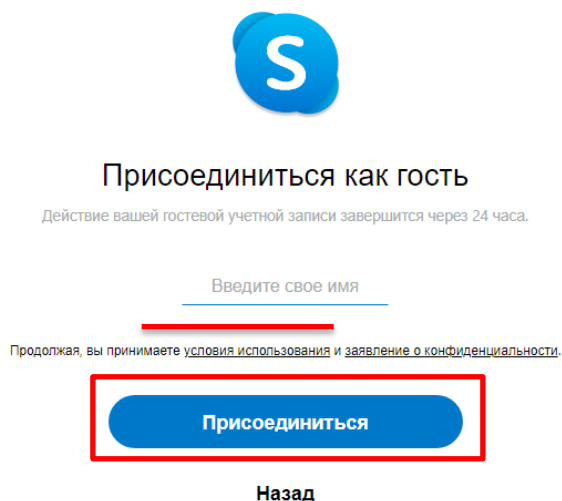 S
Присоединиться как гость
Действие вашей гостевой учетной записи завершится через 24 часа.
Введите свое имя
Продолжая, вы принимаете условия использования и заявление о конфиденциальности.
Присоединиться
Назад